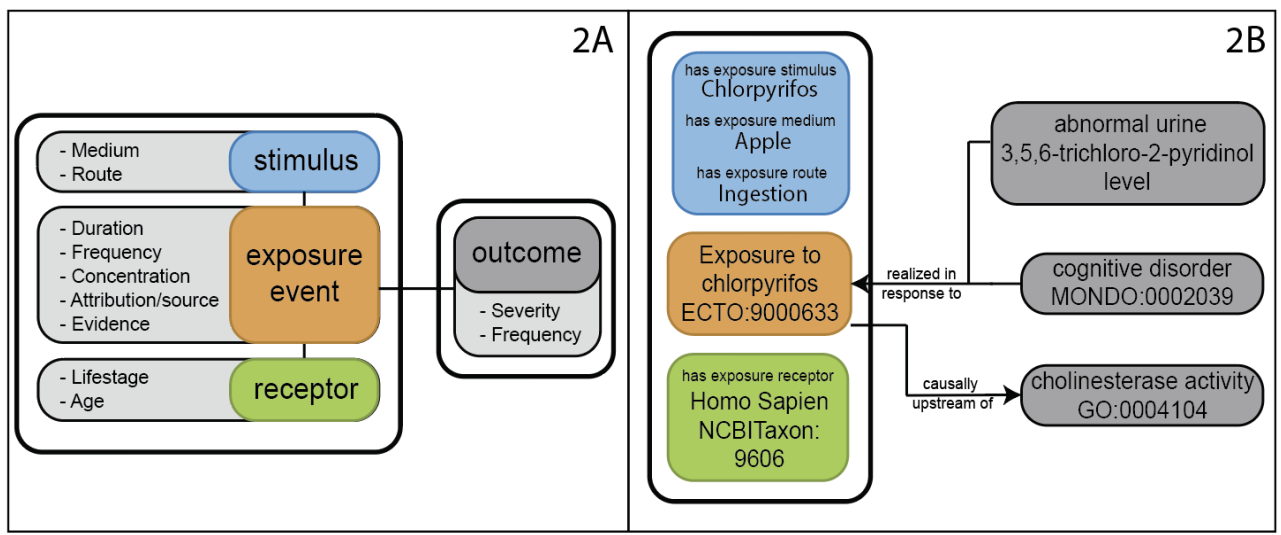 2A
- Medium
- Route
stimulus
- Duration
- Frequency
- Concentration
- Attribution/source
- Evidence
exposure
event
- Lifestage
- Age
receptor
outcome
- Severity
- Frequency
2B
has exposure stimulus
Chlorpyrifos
has exposure medium
Apple
has exposure route
Ingestion
Exposure to
chlorpyrifos
ECTO:9000633
has exposure receptor
Homo Sapien
NCBITaxon:
9606
realized in
response to
causally
upstream of
abnormal urine
3,5,6-trichloro-2-pyridinol
level
cognitive disorder
MONDO:0002039
cholinesterase activity
GO:0004104